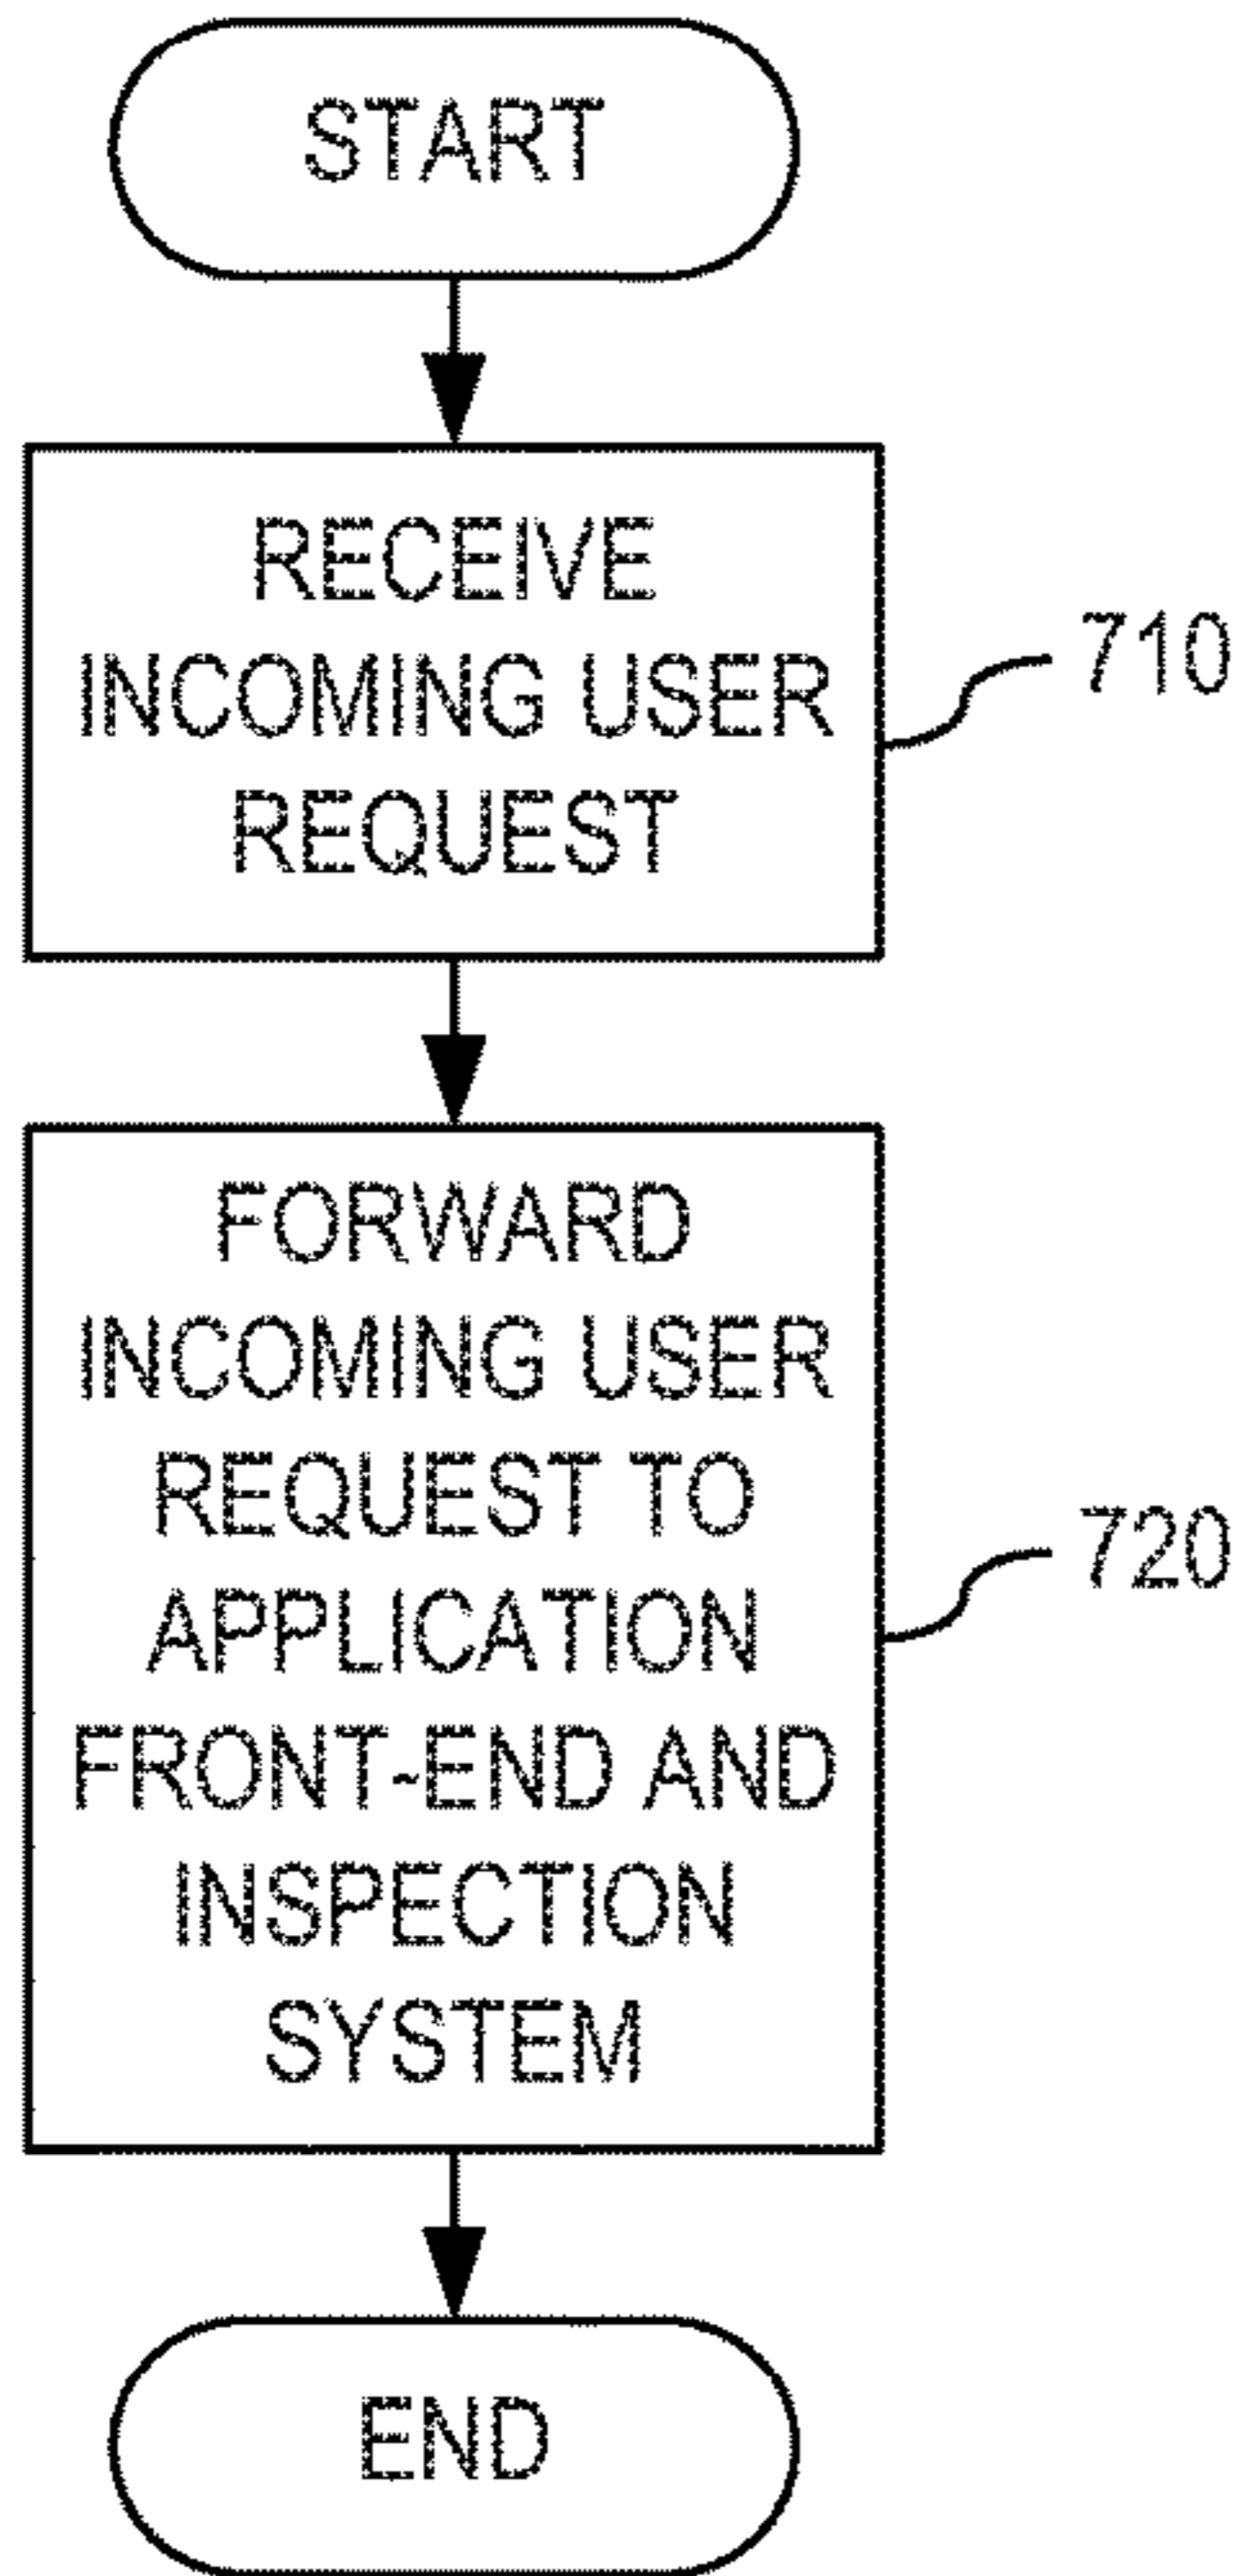 START
RECEIVE
INCOMING USER
REQUEST
710
FORWARD
INCOMING USER
REQUEST TO
APPLICATION
FRONT-END AND
INSPECTION
SYSTEM
720
END